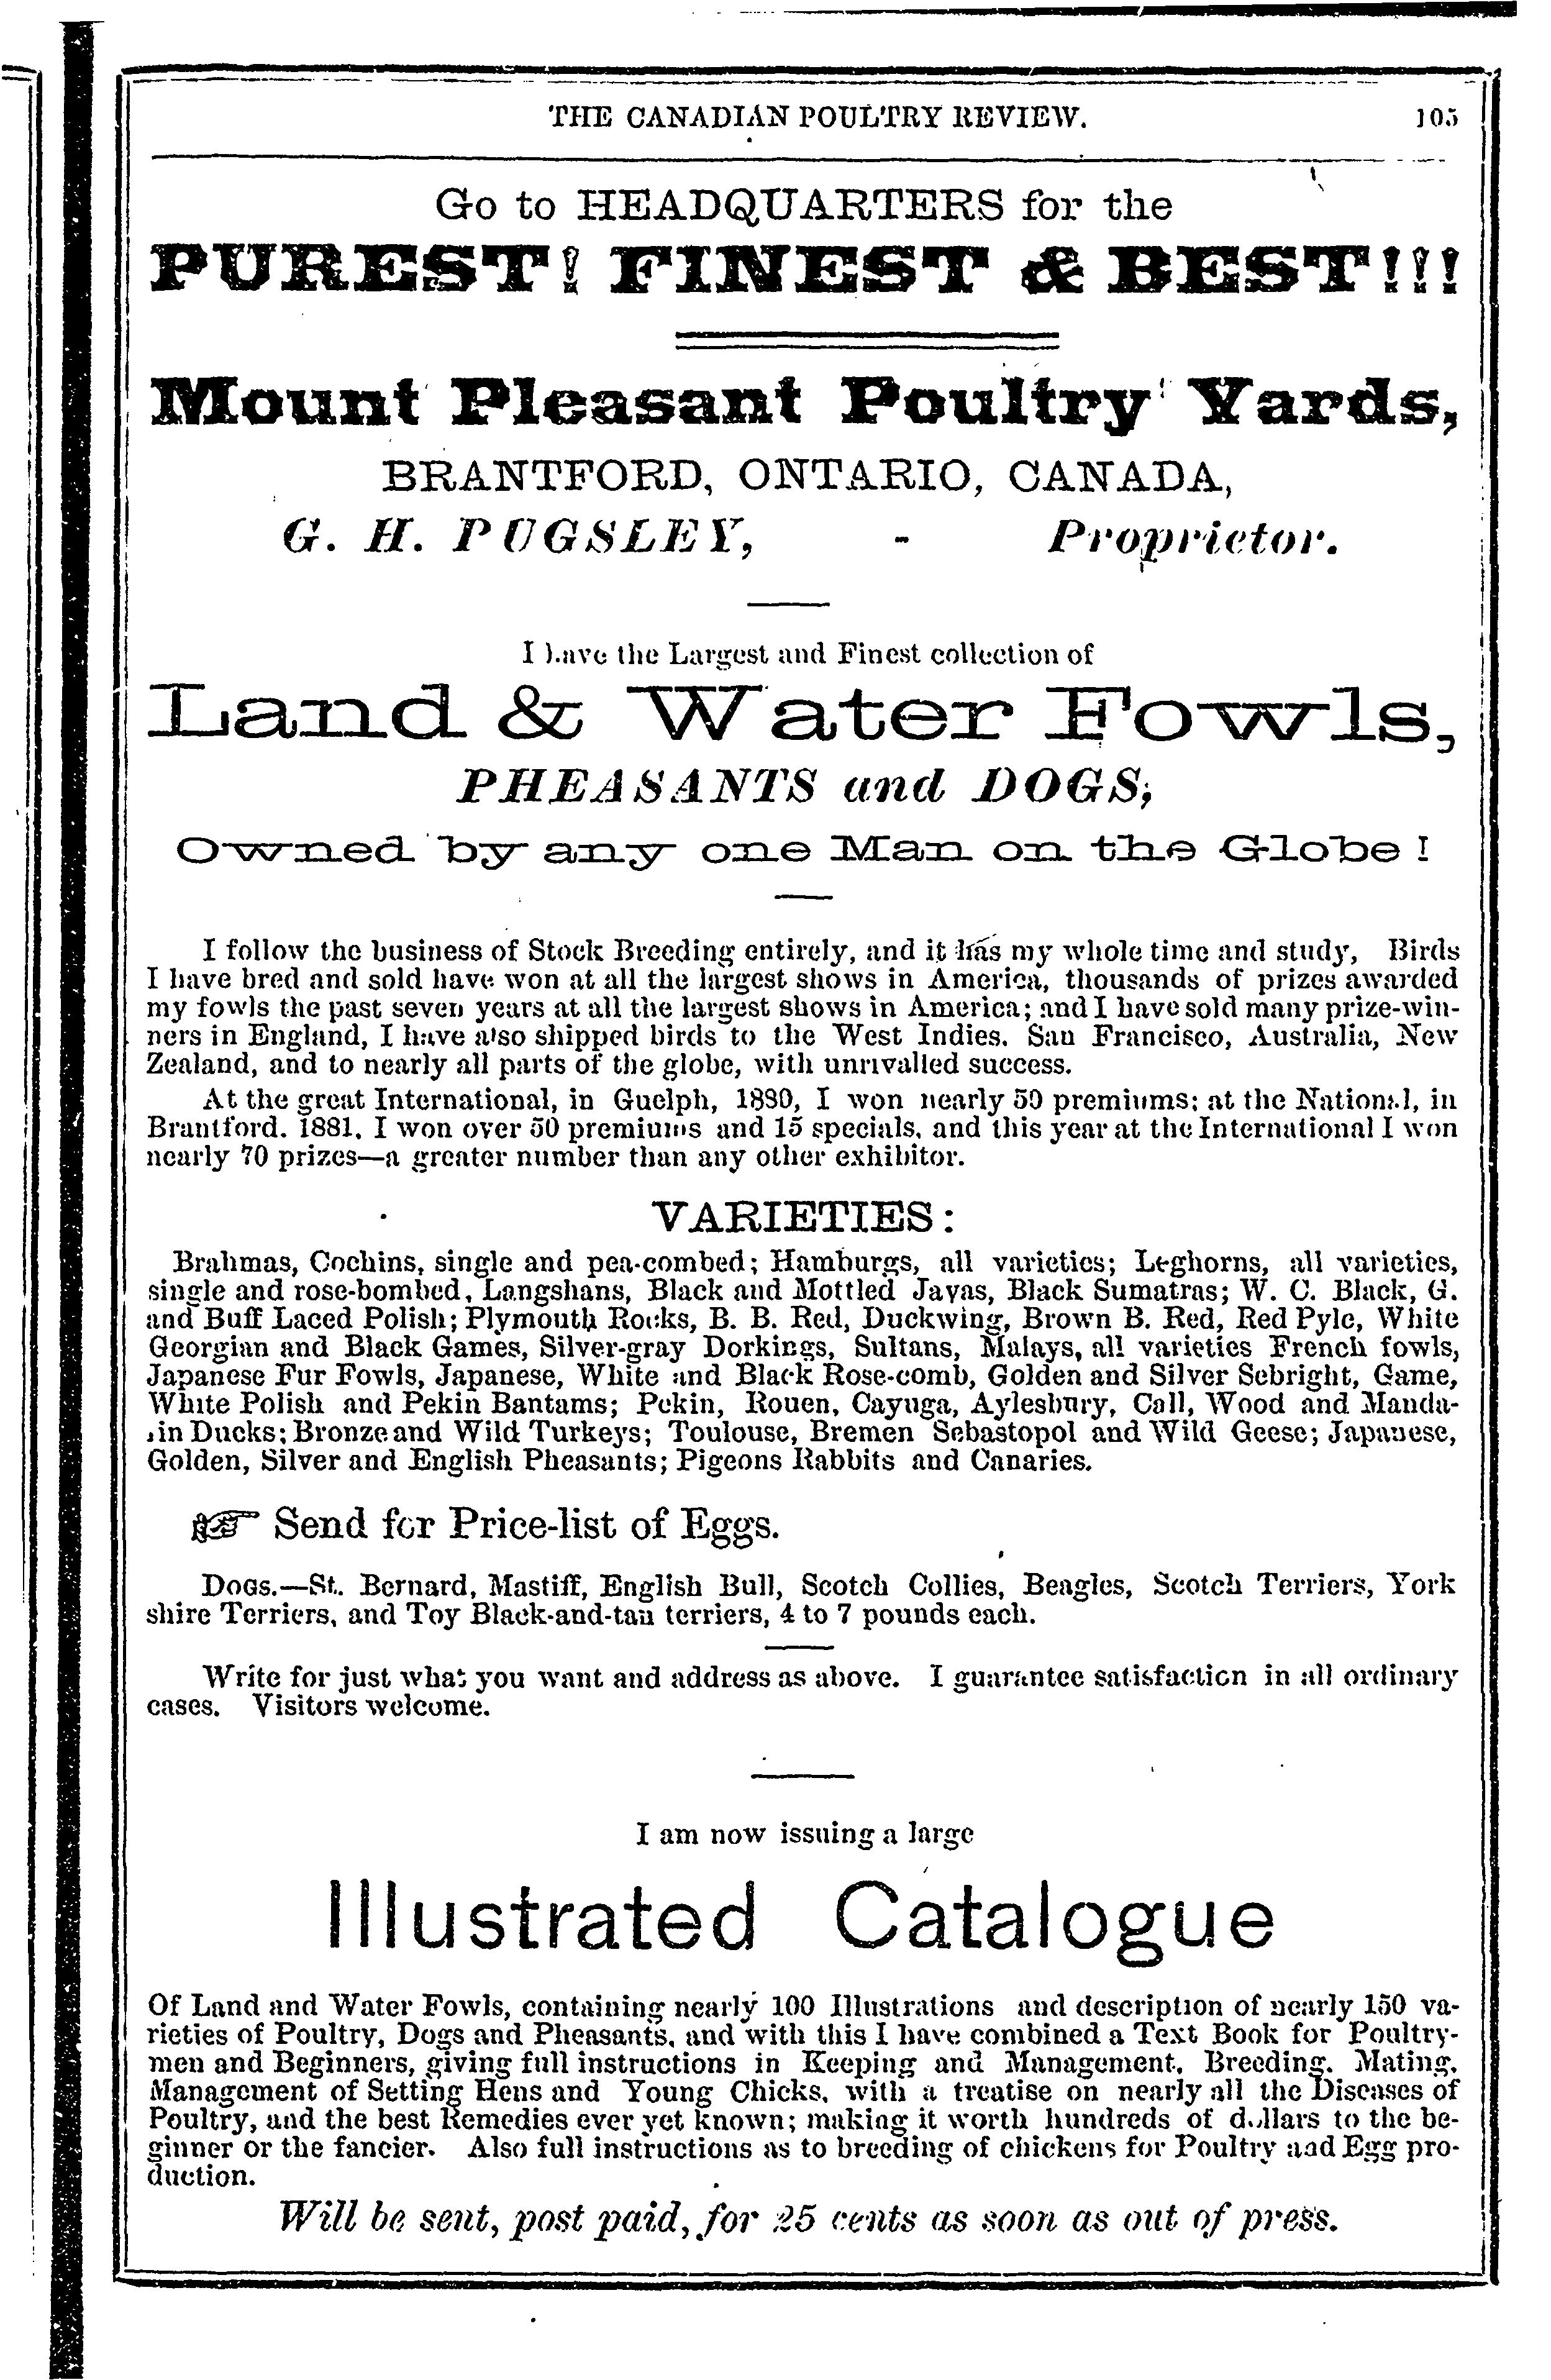 THE CANADIAN POULTRY REVIEW. 105
Go to HEADQUARTERS for the
PUREST! FINEST & BEST!!!
Mount Pleasant Poultry Yards,
BRANTFORD, ONTARIO, CANADA,
G. H. PUGSLEY, - Proprietor.
I have the Largest and Finest collection of
Land & Water Fowls,
PHEASANTS and DOGS,
Owned by any one Man on the Globe!
I follow the business of Stock Breeding entirely, and it has my whole time and study, Birds
I have bred and sold have won at all the largest shows in America, thousands of prizes awarded
my fowls the past seven years at all the largest shows in America; and I have sold many prize-win-
ners in England, I have also shipped birds to the West Indies. San Francisco, Australia, New
Zealand, and to nearly all parts of the globe, with unrivalled success.
At the great International, in Guelph, 1880, I won nearly 50 premiums; at the National, in
Brantford. 1881, I won over 50 premiums and 15 specials, and this year at the International I won
nearly 70 prizes—a greater number than any other exhibitor.
VARIETIES:
Brahmas, Cochins, single and pea-combed; Hamburgs, all varieties; Leghorns, all varieties,
single and rose-bombed, Langshans, Black and Mottled Javas, Black Sumatras; W. C. Black, G.
and Buff Laced Polish; Plymouth Rocks, B. B. Red, Duckwing, Brown B. Red, Red Pyle, White
Georgian and Black Games, Silver-gray Dorkings, Sultans, Malays, all varieties French fowls,
Japanese Fur Fowls, Japanese, White and Black Rose-comb, Golden and Silver Sebright, Game,
White Polish and Pekin Bantams; Pekin, Rouen, Cayuga, Aylesbury, Call, Wood and Manda-
rin Ducks; Bronze and Wild Turkeys; Toulouse, Bremen Sebastopol and Wild Geese; Japanese,
Golden, Silver and English Pheasants; Pigeons Rabbits and Canaries.
☞ Send for Price-list of Eggs.
DOGS.—St. Bernard, Mastiff, English Bull, Scotch Collies, Beagles, Scotch Terriers, York
shire Terriers, and Toy Black-and-tan terriers, 4 to 7 pounds each.
Write for just what you want and address as above. I guarantee satisfaction in all ordinary
cases. Visitors welcome.
I am now issuing a large
Illustrated Catalogue
Of Land and Water Fowls, containing nearly 100 Illustrations and description of nearly 150 va-
rieties of Poultry, Dogs and Pheasants, and with this I have combined a Text Book for Poultry-
men and Beginners, giving full instructions in Keeping and Management, Breeding, Mating,
Management of Setting Hens and Young Chicks, with a treatise on nearly all the Diseases of
Poultry, and the best Remedies ever yet known; making it worth hundreds of dollars to the be-
ginner or the fancier. Also full instructions as to breeding of chickens for Poultry and Egg pro-
duction.
Will be sent, post paid, for 25 cents as soon as out of press.